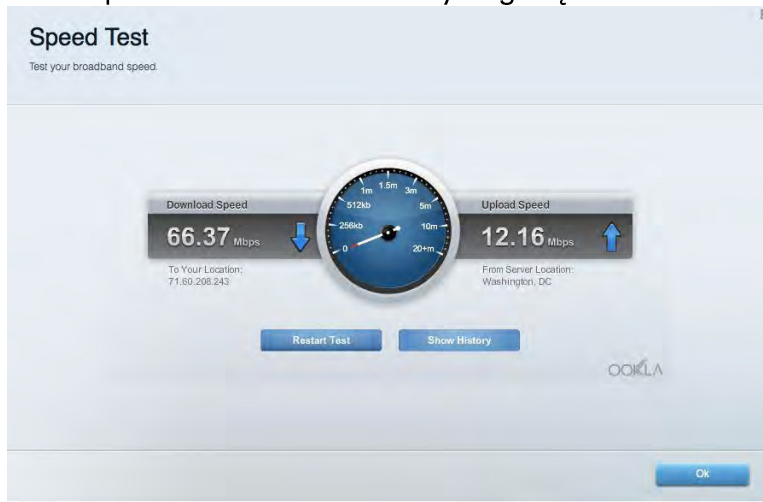 Speed Test
Test your broadband speed.
1m 1.5m 3m
512kb 5m
256kb 10m
0 20+m
Download Speed
66.37 Mbps
To Your Location:
71.60.208.243
Upload Speed
12.16 Mbps
From Server Location:
Washington, DC
Restart Test
Show History
OOKLA
Ok